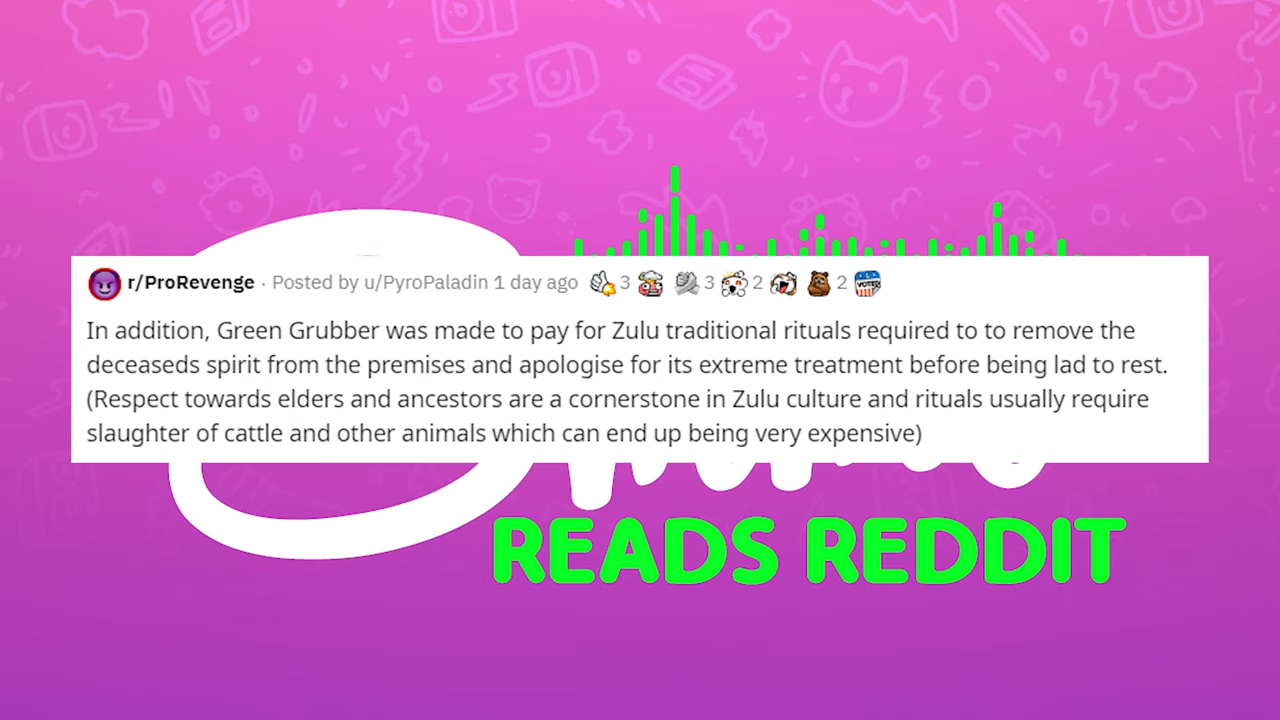 r/ProRevenge · Posted by u/PyroPaladin 1 day ago 3 3 2 2 VOTED
In addition, Green Grubber was made to pay for Zulu traditional rituals required to to remove the
deceaseds spirit from the premises and apologise for its extreme treatment before being lad to rest.
(Respect towards elders and ancestors are a cornerstone in Zulu culture and rituals usually require
slaughter of cattle and other animals which can end up being very expensive)
READS REDDIT